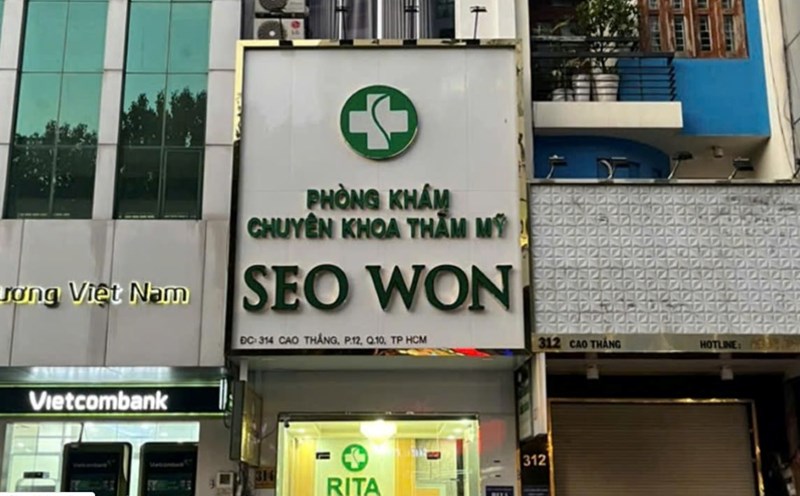 PHÒNG KHÁM
CHUYÊN KHOA THẨM MỸ
SEO WON
ĐC: 314 CAO THẮNG, P.12, Q.10, TP HCM
ương Việt Nam
Vietcombank
312 CAO THẮNG HOTLINE:
314
RITA
312